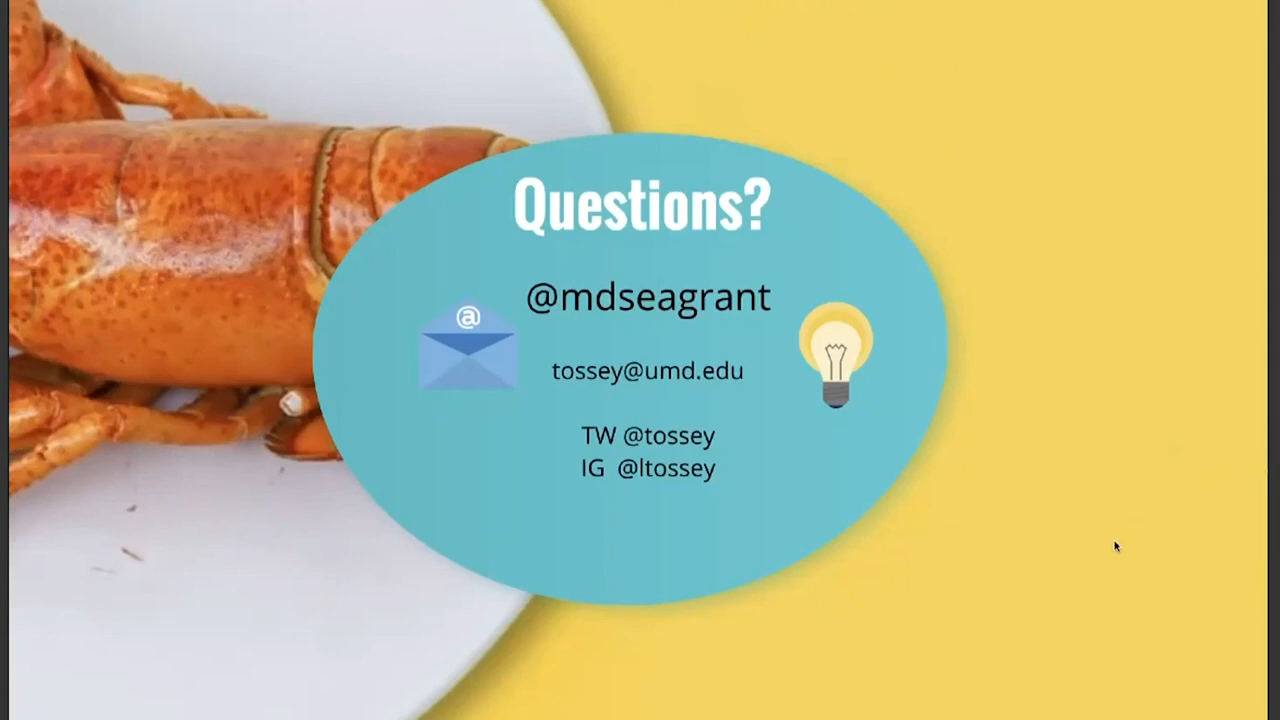 Questions?
@mdseagrant
@
tossey@umd.edu
TW @tossey
IG @ltossey